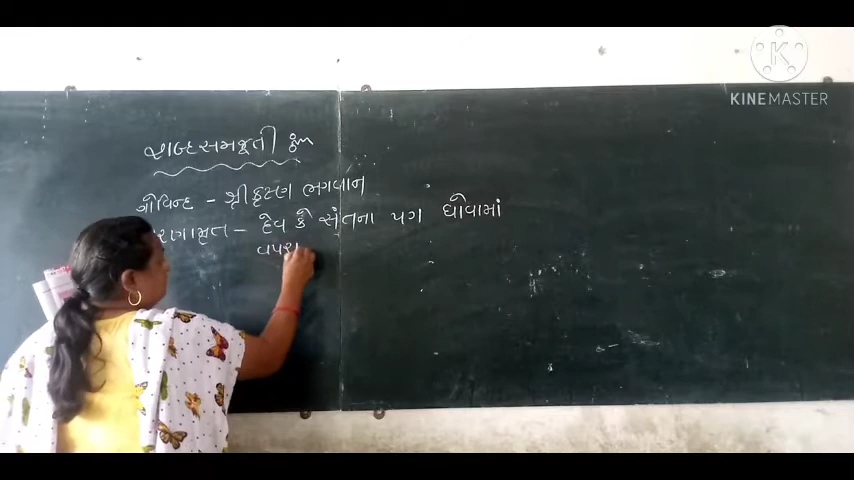 શબ્દસમજૂતી
ગોવિન્દ - શ્રીકૃષ્ણ ભગવાન
રણામૃત - દેવ કે સંતના પગ ધોવામાં
વપરા
KINEMASTER